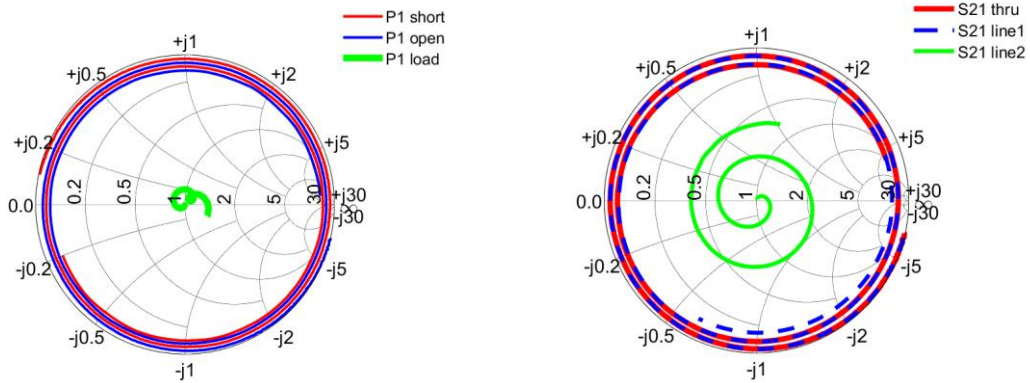 P1 short
P1 open
P1 load
+j1
+j0.5
+j2
+j0.2
+j5
0.2
0.5
1
2
5
30
+j30
0.0
-j30
-j0.2
-j5
-j0.5
-j2
-j1
S21 thru
S21 line1
S21 line2
+j1
+j0.5
+j2
+j0.2
+j5
0.2
0.5
1
2
5
30
+j30
0.0
-j30
-j0.2
-j5
-j0.5
-j2
-j1